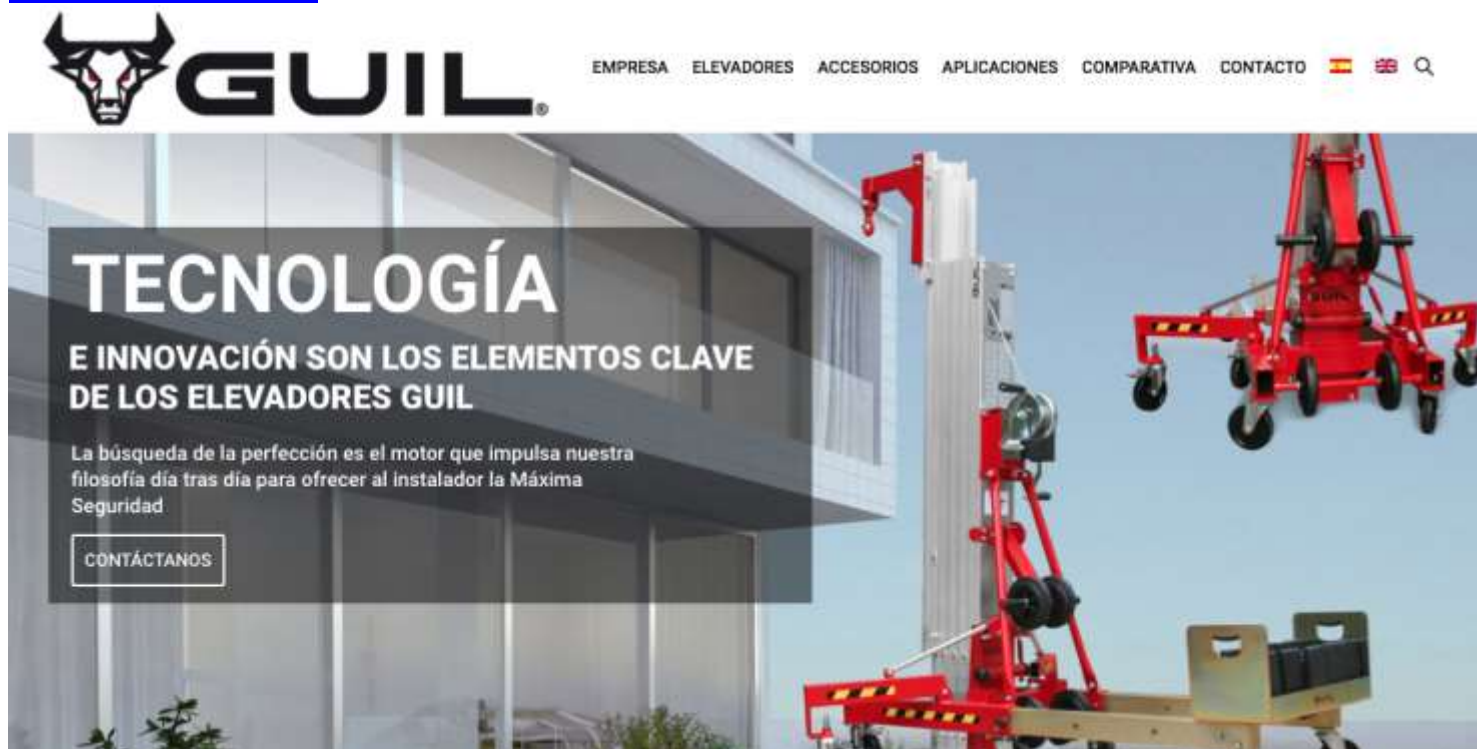 GUIL®
EMPRESA ELEVADORES ACCESORIOS APLICACIONES COMPARATIVA CONTACTO
TECNOLOGÍA
E INNOVACIÓN SON LOS ELEMENTOS CLAVE
DE LOS ELEVADORES GUIL
La búsqueda de la perfección es el motor que impulsa nuestra
filosofía día tras día para ofrecer al instalador la Máxima
Seguridad
CONTÁCTANOS
GUIL